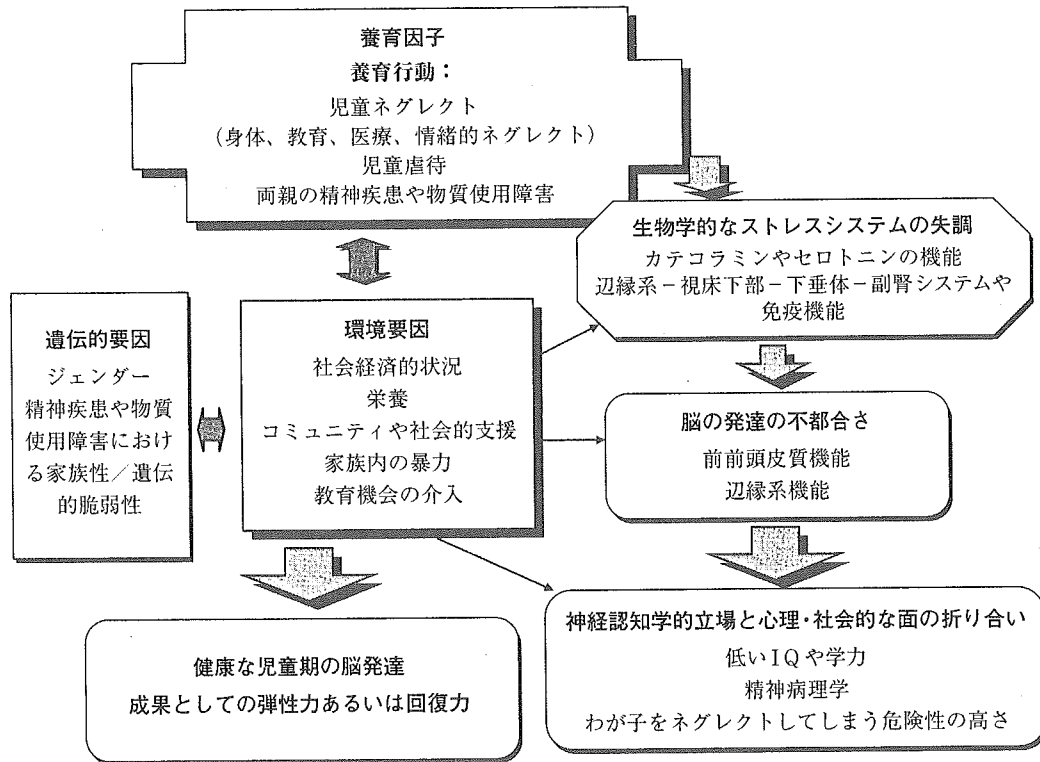 養育因子
養育行動：
児童ネグレクト
（身体、教育、医療、情緒的ネグレクト）
児童虐待
両親の精神疾患や物質使用障害
生物学的なストレスシステムの失調
カテコラミンやセロトニンの機能
辺縁系－視床下部－下垂体－副腎システムや
免疫機能
遺伝的要因
ジェンダー
精神疾患や物質
使用障害におけ
る家族性／遺伝
的脆弱性
環境要因
社会経済的状況
栄養
コミュニティや社会的支援
家族内の暴力
教育機会の介入
脳の発達の不都合さ
前前頭皮質機能
辺縁系機能
健康な児童期の脳発達
成果としての弾性力あるいは回復力
神経認知学的立場と心理・社会的な面の折り合い
低いIQや学力
精神病理学
わが子をネグレクトしてしまう危険性の高さ